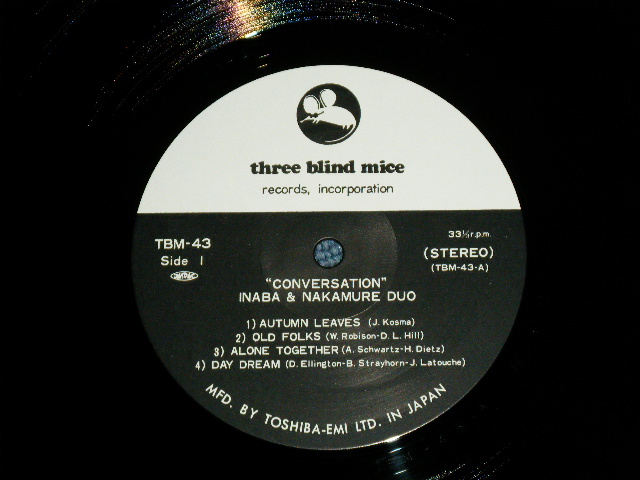 three blind mice
records, incorporation
TBM-43
Side 1
33⅓r.p.m.
(STEREO)
(TBM-43-A)
"CONVERSATION"
INABA & NAKAMURE DUO
1) AUTUMN LEAVES (J. Kosma)
2) OLD FOLKS (W. Robison-D. L. Hill)
3) ALONE TOGETHER (A. Schwartz-H. Dietz)
4) DAY DREAM (D. Ellington-B. Strayhorn-J. Latouche)
MFD. BY TOSHIBA-EMI LTD. IN JAPAN